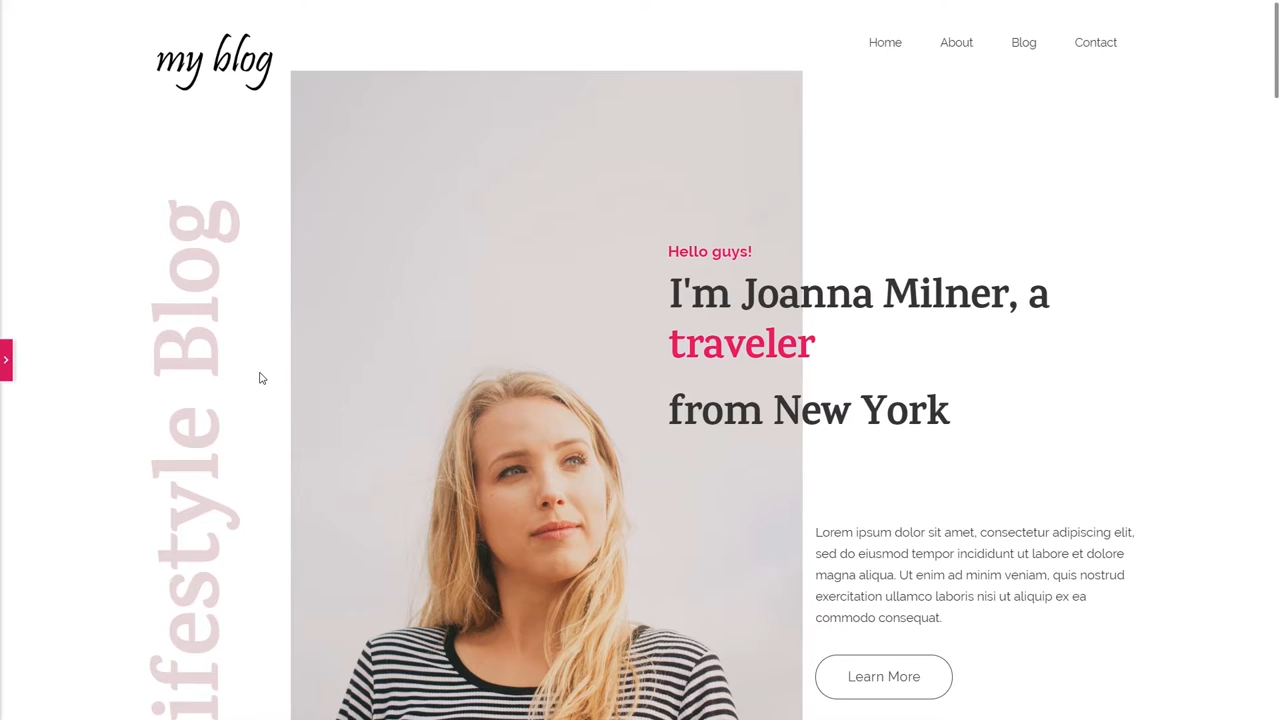 my blog
Home
About
Blog
Contact
ifestyle Blog
Hello guys!
I'm Joanna Milner, a
traveler
from New York
Lorem ipsum dolor sit amet, consectetur adipiscing elit,
sed do eiusmod tempor incididunt ut labore et dolore
magna aliqua. Ut enim ad minim veniam, quis nostrud
exercitation ullamco laboris nisi ut aliquip ex ea
commodo consequat.
Learn More